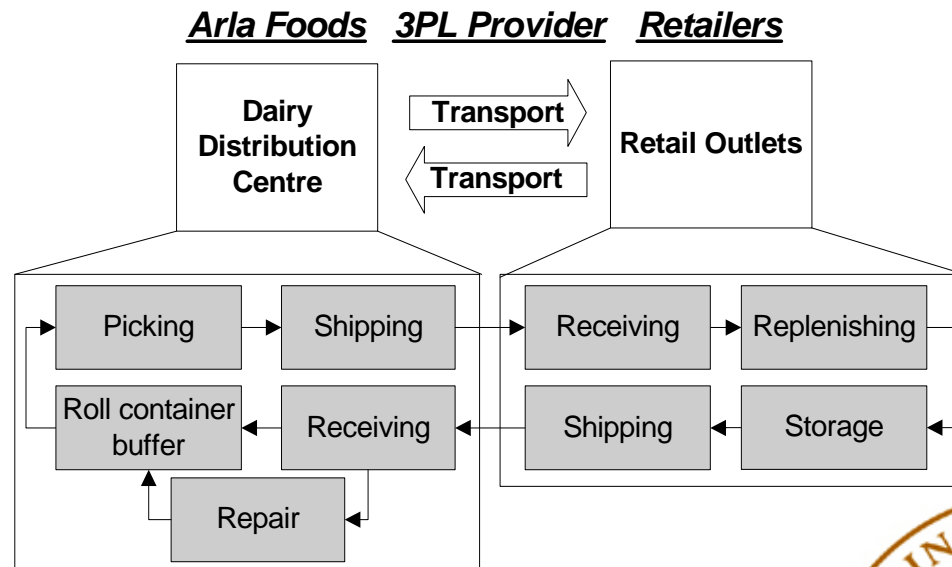 Arla Foods 3PL Provider Retailers
Dairy
Distribution
Centre
Transport
Transport
Retail Outlets
Picking
Shipping
Receiving
Replenishing
Roll container
buffer
Receiving
Shipping
Storage
Repair
IN